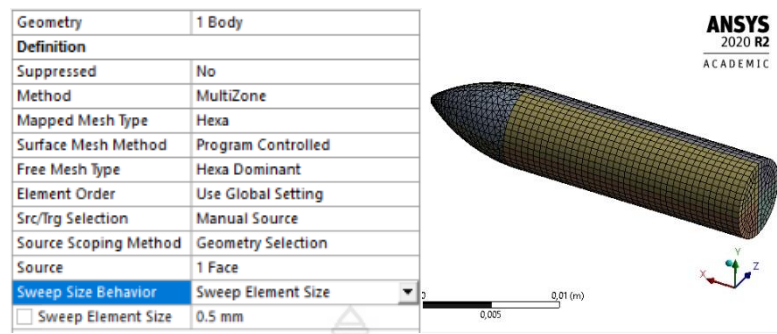 Geometry 1 Body
Definition
Suppressed No
Method MultiZone
Mapped Mesh Type Hexa
Surface Mesh Method Program Controlled
Free Mesh Type Hexa Dominant
Element Order Use Global Setting
Src/Trg Selection Manual Source
Source Scoping Method Geometry Selection
Source 1 Face
Sweep Size Behavior Sweep Element Size
Sweep Element Size 0.5 mm
ANSYS
2020 R2
ACADEMIC
Y
X Z
0,01 (m)
0,005